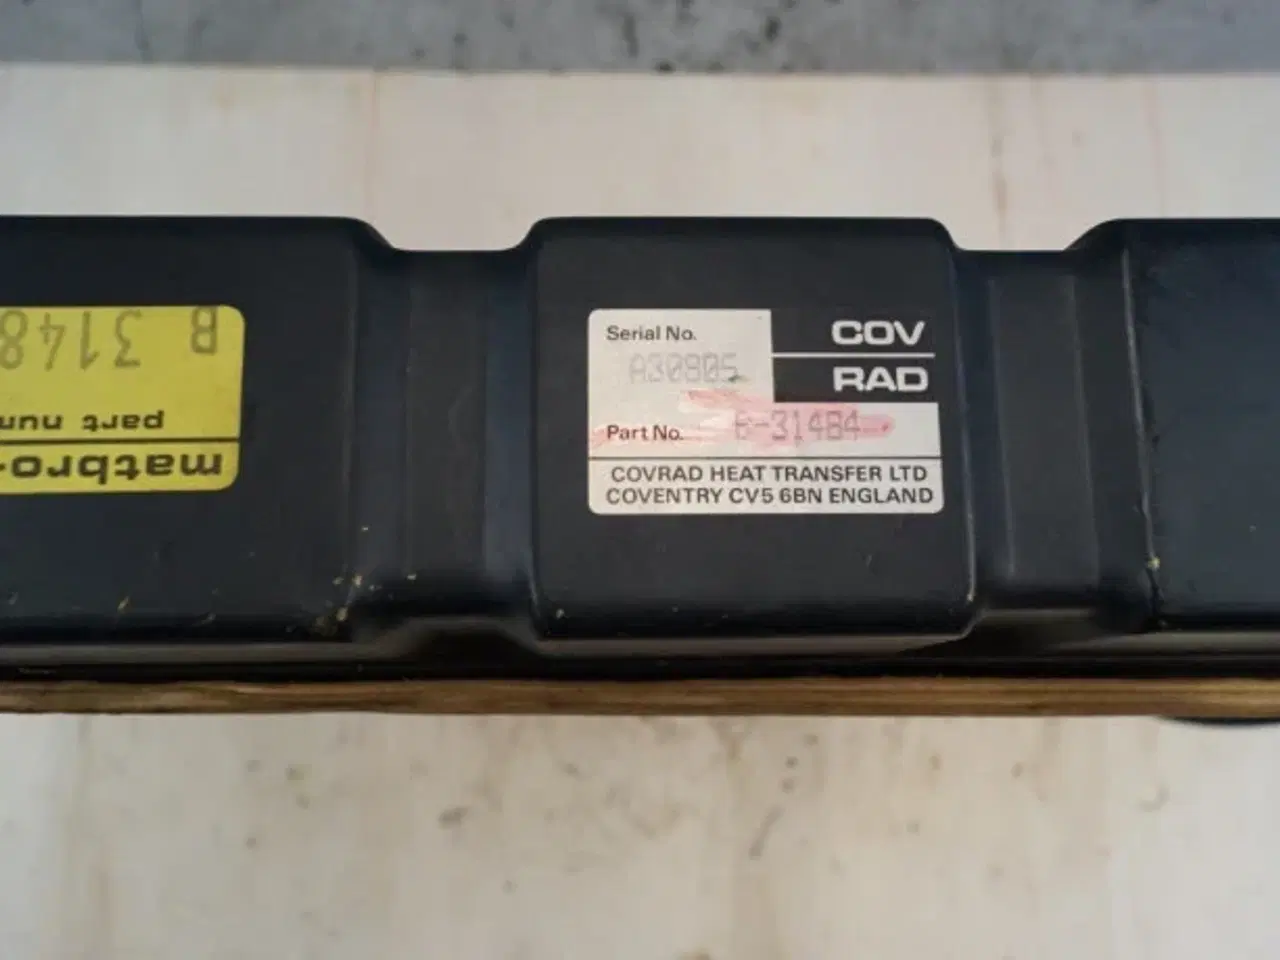 matbro-
part num
B 3148
Serial No.
A30805
COV
RAD
Part No. 6-31484
COVRAD HEAT TRANSFER LTD
COVENTRY CV5 6BN ENGLAND